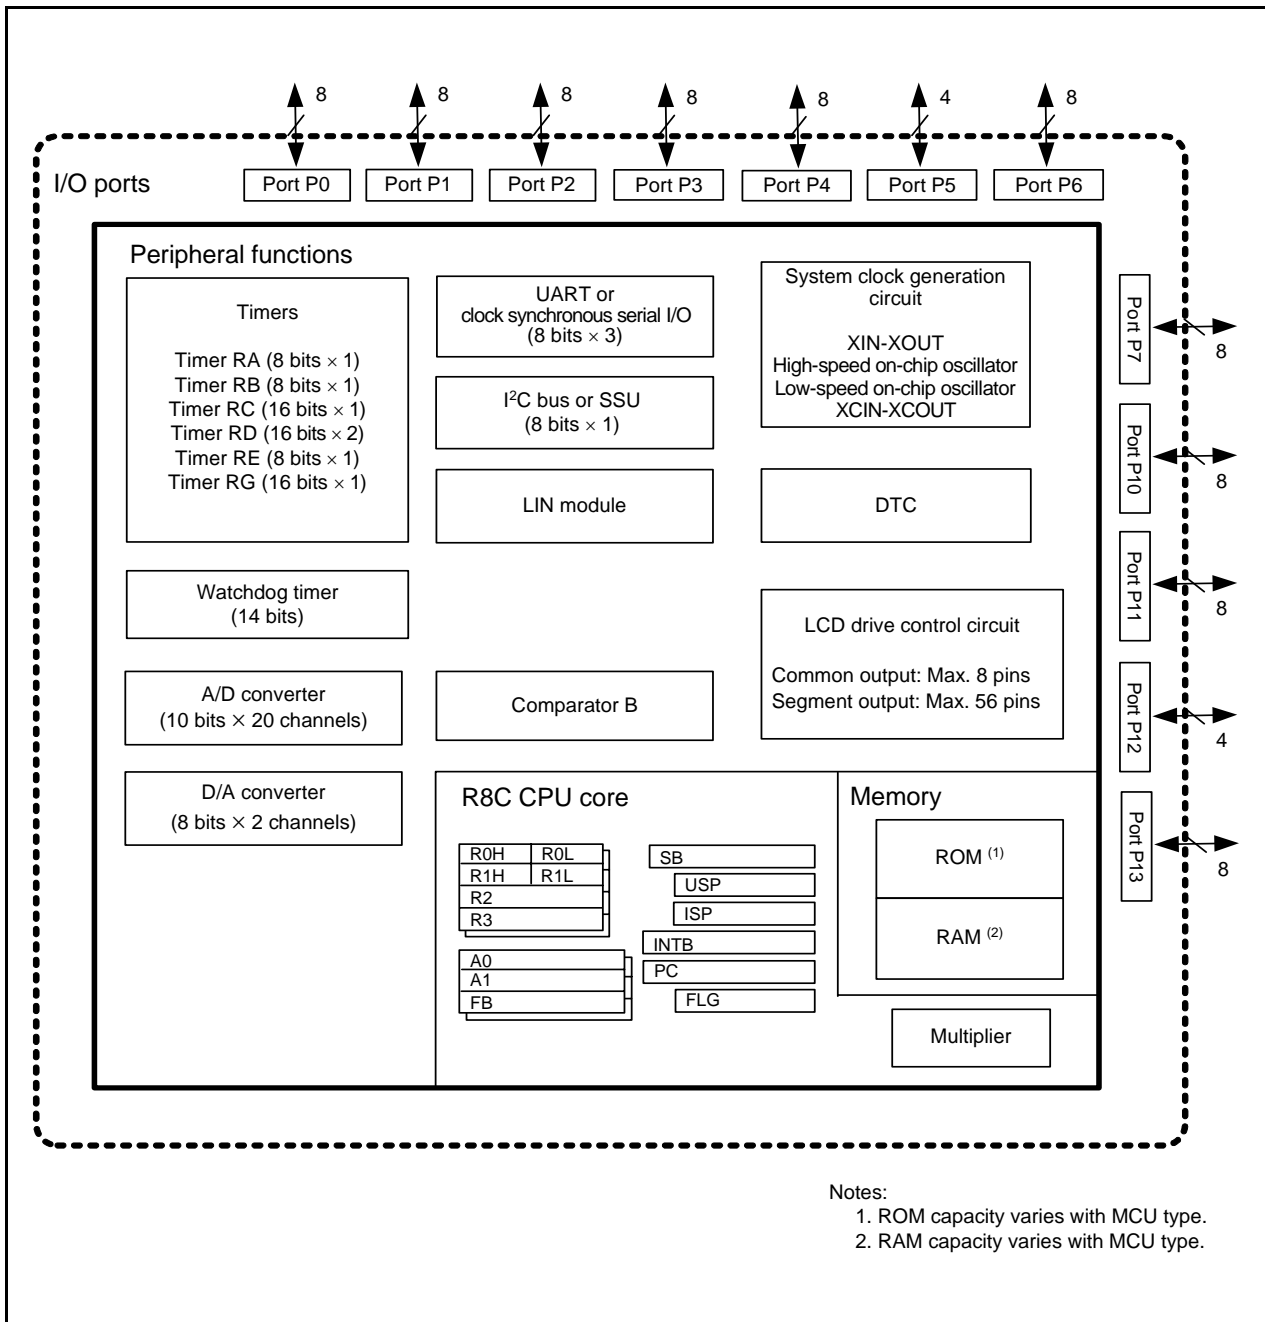 8 8 8 8 8 4 8
I/O ports
Port P0 Port P1 Port P2 Port P3 Port P4 Port P5 Port P6
Peripheral functions
Timers
Timer RA (8 bits × 1)
Timer RB (8 bits × 1)
Timer RC (16 bits × 1)
Timer RD (16 bits × 2)
Timer RE (8 bits × 1)
Timer RG (16 bits × 1)
Watchdog timer
(14 bits)
A/D converter
(10 bits × 20 channels)
D/A converter
(8 bits × 2 channels)
UART or
clock synchronous serial I/O
(8 bits × 3)
I²C bus or SSU
(8 bits × 1)
LIN module
Comparator B
System clock generation
circuit
XIN-XOUT
High-speed on-chip oscillator
Low-speed on-chip oscillator
XCIN-XCOUT
DTC
LCD drive control circuit
Common output: Max. 8 pins
Segment output: Max. 56 pins
R8C CPU core
R0H R0L
R1H R1L
R2
R3
A0
A1
FB
SB
USP
ISP
INTB
PC
FLG
Memory
ROM (1)
RAM (2)
Multiplier
Port P7
8
Port P10
8
Port P11
8
Port P12
4
Port P13
8
Notes:
1. ROM capacity varies with MCU type.
2. RAM capacity varies with MCU type.